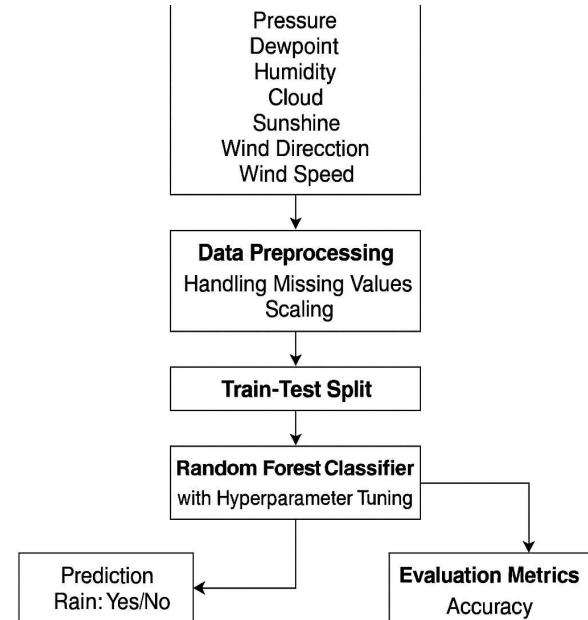 Pressure
Dewpoint
Humidity
Cloud
Sunshine
Wind Direcction
Wind Speed
Data Preprocessing
Handling Missing Values
Scaling
Train-Test Split
Random Forest Classifier
with Hyperparameter Tuning
Prediction
Rain: Yes/No
Evaluation Metrics
Accuracy